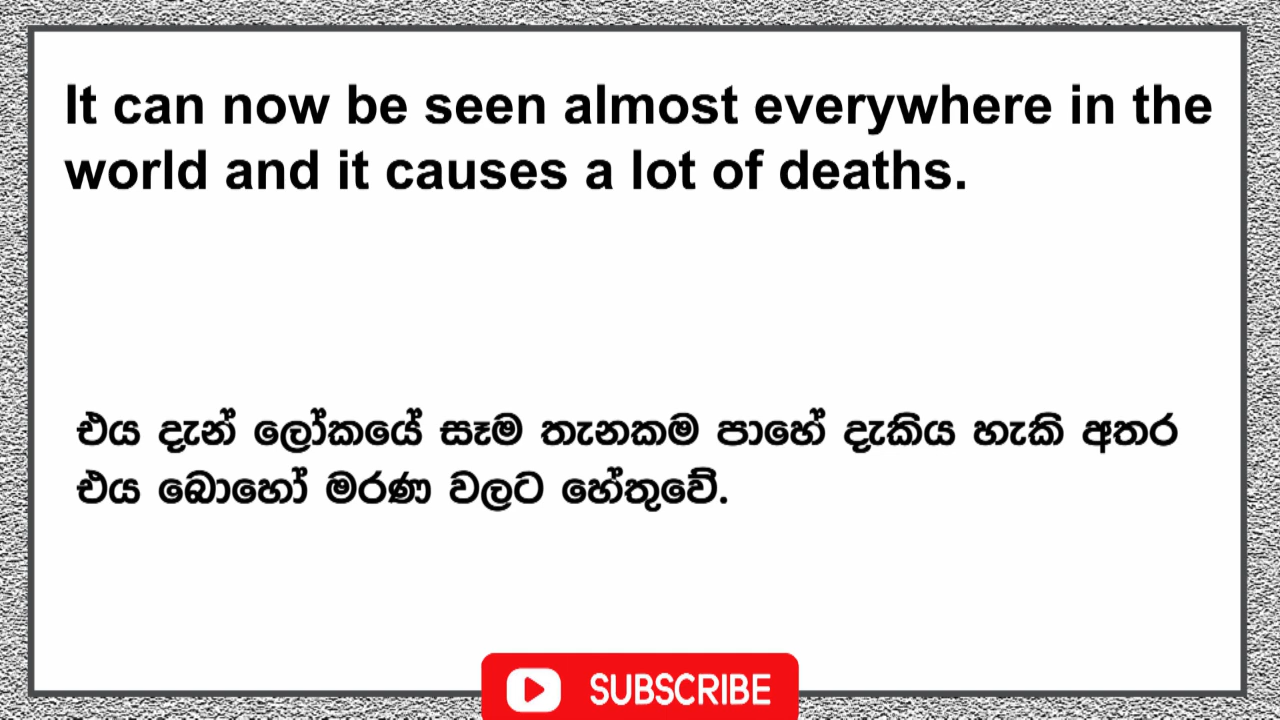 It can now be seen almost everywhere in the
world and it causes a lot of deaths.
එය දැන් ලෝකයේ සෑම තැනකම පාහේ දැකිය හැකි අතර
එය බොහෝ මරණ වලට හේතුවේ.
SUBSCRIBE